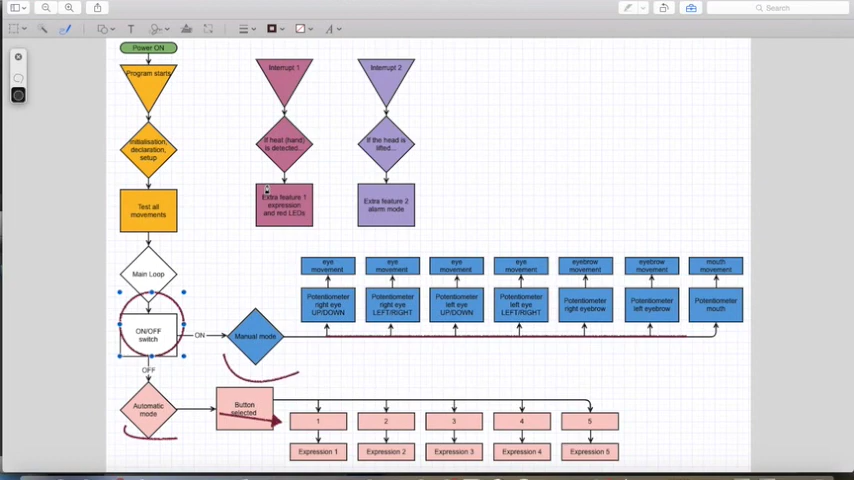 Search
Power ON
Program starts
Initialisation,
declaration,
setup
Test all
movements
Main Loop
ON/OFF
switch
ON
OFF
Interrupt 1
If heat (hand)
is detected...
Extra feature 1
expression
and red LEDs
Interrupt 2
If the head is
lifted...
Extra feature 2
alarm mode
Manual mode
eye
movement
eye
movement
eye
movement
eye
movement
eyebrow
movement
eyebrow
movement
mouth
movement
Potentiometer
right eye
UP/DOWN
Potentiometer
right eye
LEFT/RIGHT
Potentiometer
left eye
UP/DOWN
Potentiometer
left eye
LEFT/RIGHT
Potentiometer
right eyebrow
Potentiometer
left eyebrow
Potentiometer
mouth
Automatic
mode
Button
selected
1
2
3
4
5
Expression 1
Expression 2
Expression 3
Expression 4
Expression 5